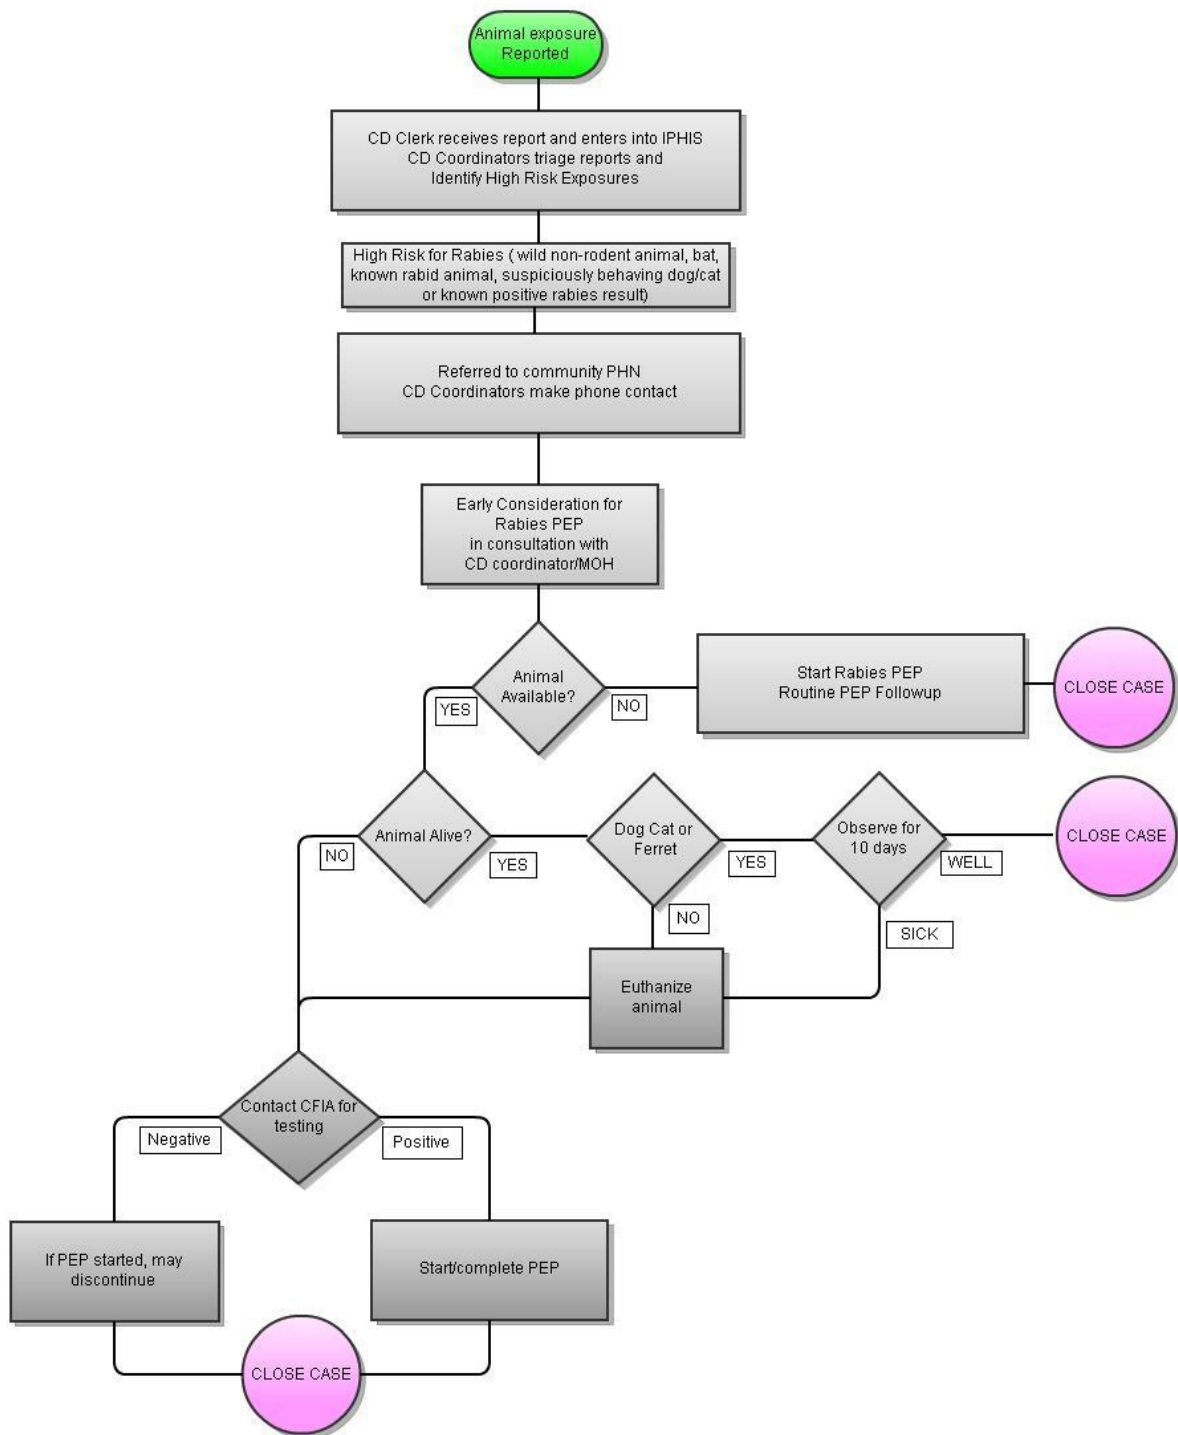 Animal exposure
Reported
CD Clerk receives report and enters into IPHIS
CD Coordinators triage reports and
Identify High Risk Exposures
High Risk for Rabies ( wild non-rodent animal, bat,
known rabid animal, suspiciously behaving dog/cat
or known positive rabies result)
Referred to community PHN
CD Coordinators make phone contact
Early Consideration for
Rabies PEP
in consultation with
CD coordinator/MOH
Animal
Available?
YES
NO
Start Rabies PEP
Routine PEP Followup
CLOSE CASE
Animal Alive?
NO
YES
Dog Cat or
Ferret
YES
NO
Observe for
10 days
WELL
SICK
CLOSE CASE
Euthanize
animal
Contact CFIA for
testing
Negative
Positive
If PEP started, may
discontinue
Start/complete PEP
CLOSE CASE